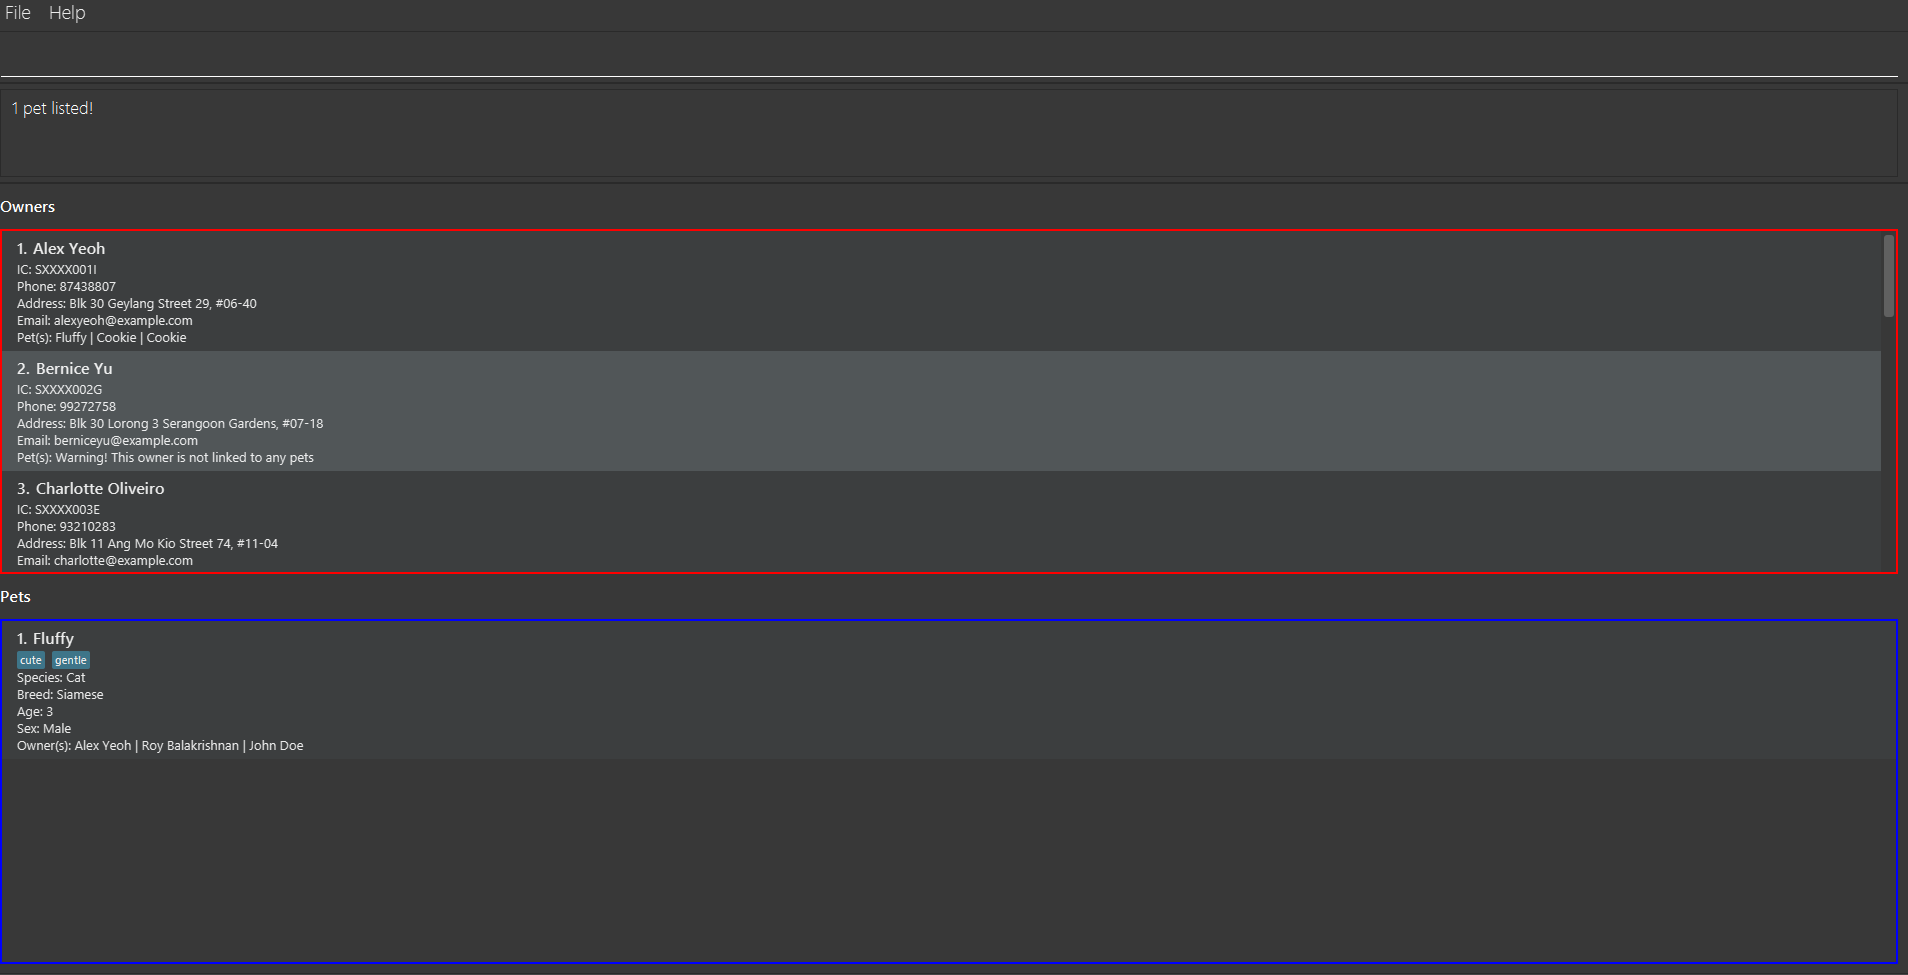 File Help
1 pet listed!
Owners
1. Alex Yeoh
IC: SXXXX001I
Phone: 87438807
Address: Blk 30 Geylang Street 29, #06-40
Email: alexyeoh@example.com
Pet(s): Fluffy | Cookie | Cookie
2. Bernice Yu
IC: SXXXX002G
Phone: 99272758
Address: Blk 30 Lorong 3 Serangoon Gardens, #07-18
Email: berniceyu@example.com
Pet(s): Warning! This owner is not linked to any pets
3. Charlotte Oliveiro
IC: SXXXX003E
Phone: 93210283
Address: Blk 11 Ang Mo Kio Street 74, #11-04
Email: charlotte@example.com
Pets
1. Fluffy
cute gentle
Species: Cat
Breed: Siamese
Age: 3
Sex: Male
Owner(s): Alex Yeoh | Roy Balakrishnan | John Doe